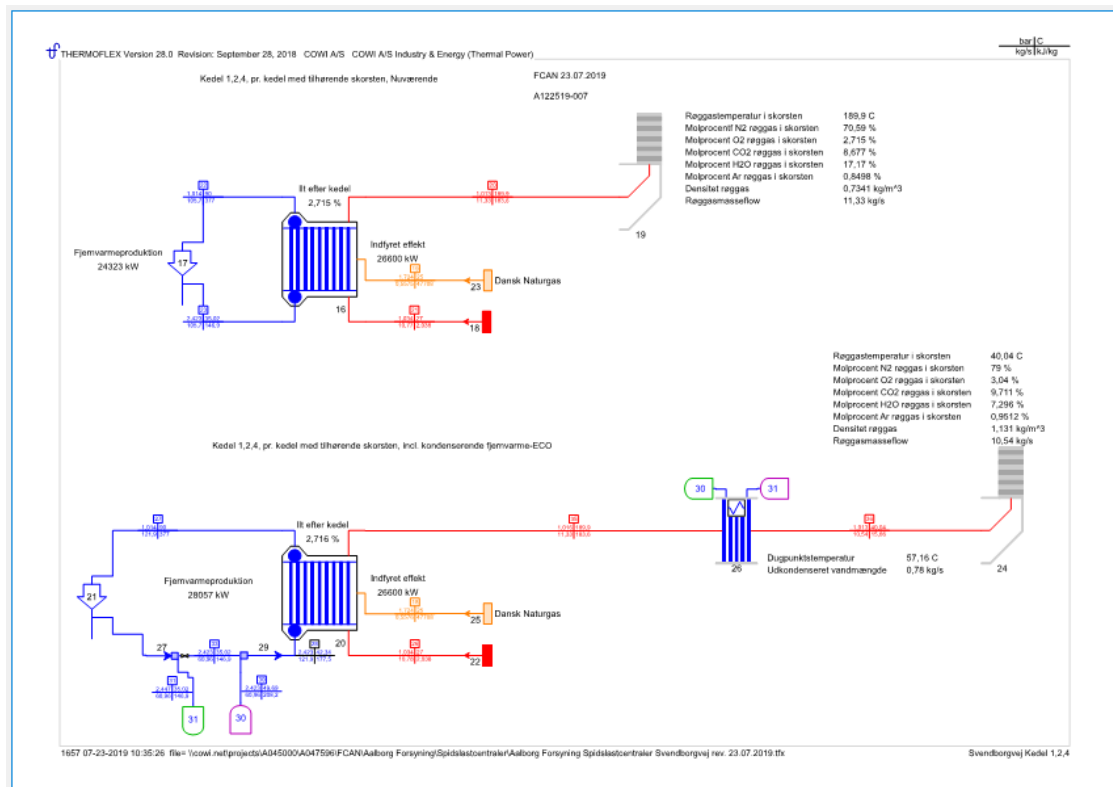 THERMOFLEX Version 28.0 Revision: September 28, 2018 COWI A/S COWI A/S Industry & Energy (Thermal Power)
bar C
kg/s kJ/kg
Kedel 1,2,4, pr. kedel med tilhørende skorsten, Nuværende
FCAN 23.07.2019
A122519-007
Røggastemperatur i skorsten 189,9 C
Molprocentf N2 røggas i skorsten 70,59 %
Molprocent O2 røggas i skorsten 2,715 %
Molprocent CO2 røggas i skorsten 8,677 %
Molprocent H2O røggas i skorsten 17,17 %
Molprocent Ar røggas i skorsten 0,8498 %
Densitet røggas 0,7341 kg/m^3
Røggasmasseflow 11,33 kg/s
Ilt efter kedel
2,715 %
19
Fjernvarmeproduktion
24323 kW
17
Indfyret effekt
26600 kW
23
Dansk Naturgas
16
18
Røggastemperatur i skorsten 40,04 C
Molprocent N2 røggas i skorsten 79 %
Molprocent O2 røggas i skorsten 3,04 %
Molprocent CO2 røggas i skorsten 9,711 %
Molprocent H2O røggas i skorsten 7,296 %
Molprocent Ar røggas i skorsten 0,9512 %
Densitet røggas 1,131 kg/m^3
Røggasmasseflow 10,54 kg/s
Kedel 1,2,4, pr. kedel med tilhørende skorsten, incl. kondenserende fjernvarme-ECO
30
31
Ilt efter kedel
2,716 %
Dugpunktstemperatur 57,16 C
Udkondenseret vandmængde 0,78 kg/s
26
24
Fjernvarmeproduktion
28057 kW
Indfyret effekt
26600 kW
21
25
Dansk Naturgas
27
29
20
22
31
30
1657 07-23-2019 10:35:26 file= \\cowi.net\projects\A045000\A047596\FCAN\Aalborg Forsyning\Spidslastcentraler\Aalborg Forsyning Spidslastcentraler Svendborgvej rev. 23.07.2019.tfx
Svendborgvej Kedel 1,2,4